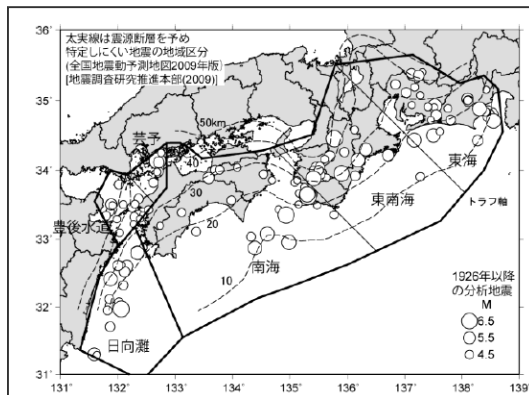 太実線は震源断層を予め
特定しにくい地震の地域区分
(全国地震動予測地図2009年版)
[地震調査研究推進本部(2009)]
36°
35°
34°
33°
32°
31°
50km
芸予
40
30
20
10
豊後水道
日向灘
南海
東南海
東海
トラフ軸
1926年以降
の分析地震
M
6.5
5.5
4.5
131° 132° 133° 134° 135° 136° 137° 138° 139°